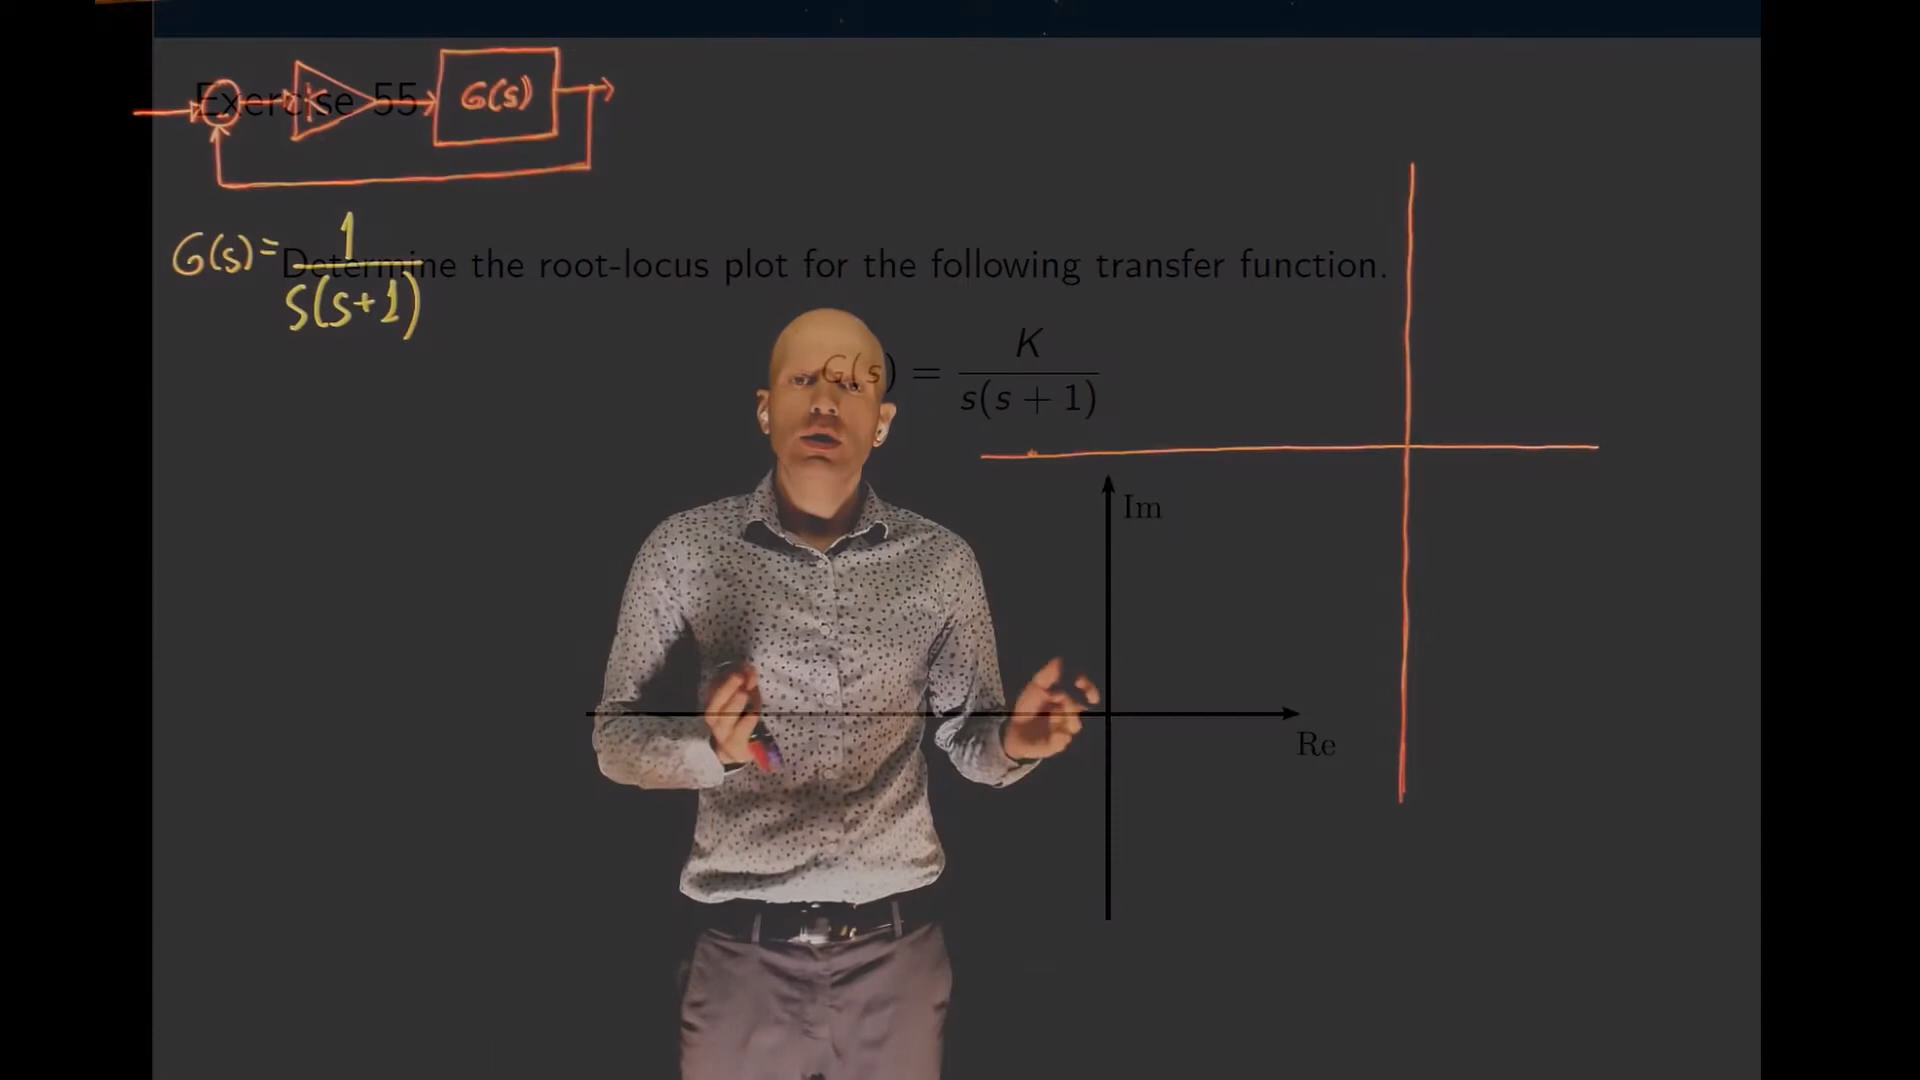 Exercise 55
K
G(s)
G(s)= 1
s(s+1)
Determine the root-locus plot for the following transfer function.
G(s) = K
s(s + 1)
Im
Re